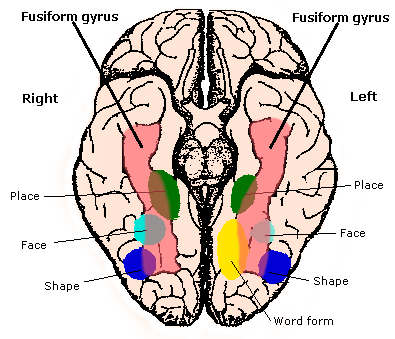 Fusiform gyrus
Fusiform gyrus
Right
Left
Place
Place
Face
Face
Shape
Shape
Word form